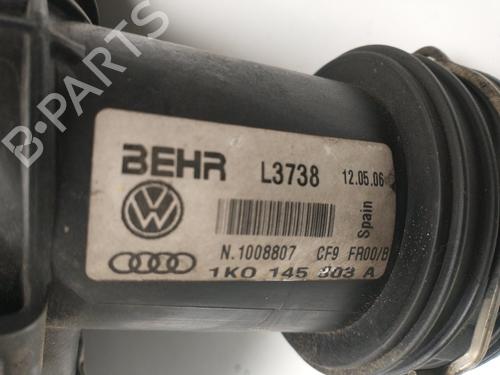 B-PARTS
BEHR L3738 12.05.06
Spain
N.1008807 CF9 FR00/B
1K0 145 803 A